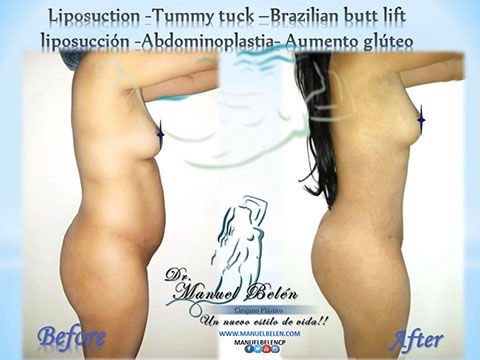 Liposuction -Tummy tuck –Brazilian butt lift
liposucción -Abdominoplastia- Aumento glúteo
Dr.
Manuel Belén
Cirujano Plástico
Un nuevo estilo de vida!!
WWW.MANUELBELEN.COM
MANUELBELENCP
Before
After